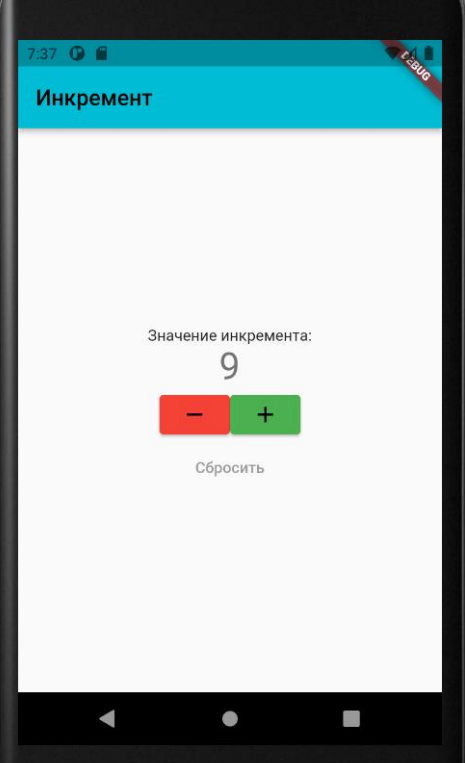 7:37
DEBUG
Инкремент
Значение инкремента:
9
− +
Сбросить